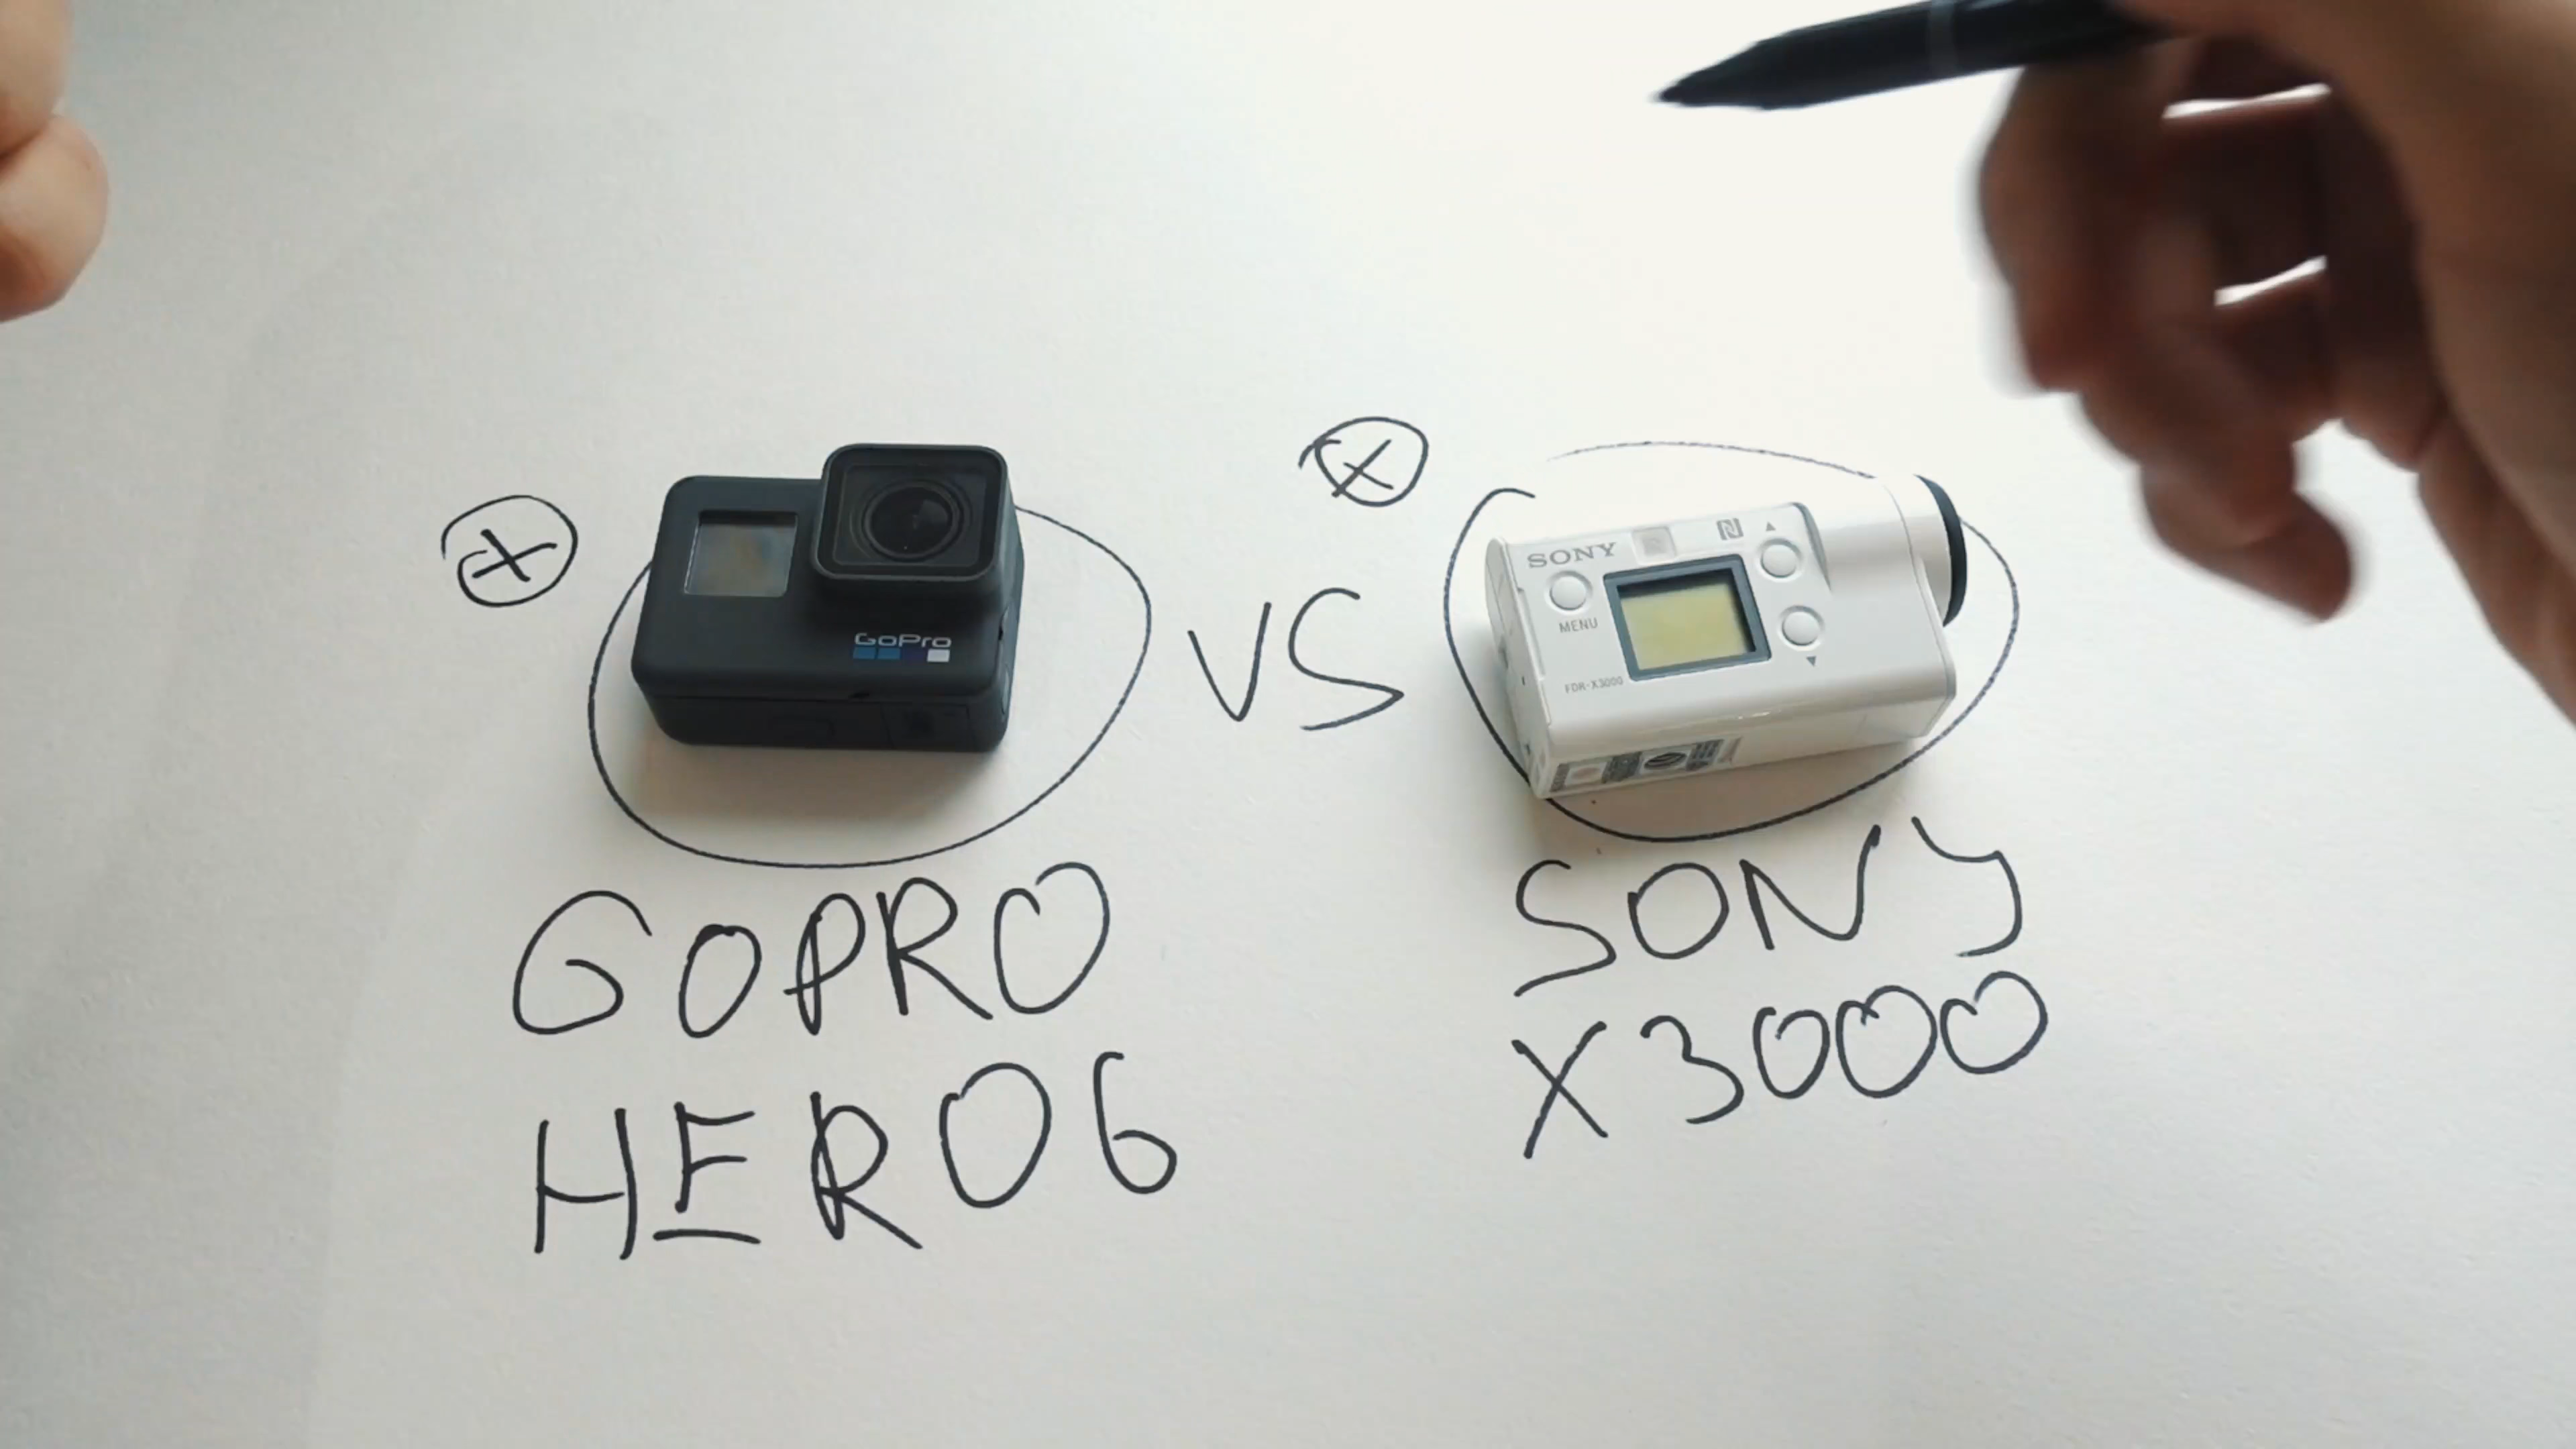 GoPro
VS
SONY
MENU
FDR-X3000
GOPRO
HERO6
SONY
X3000